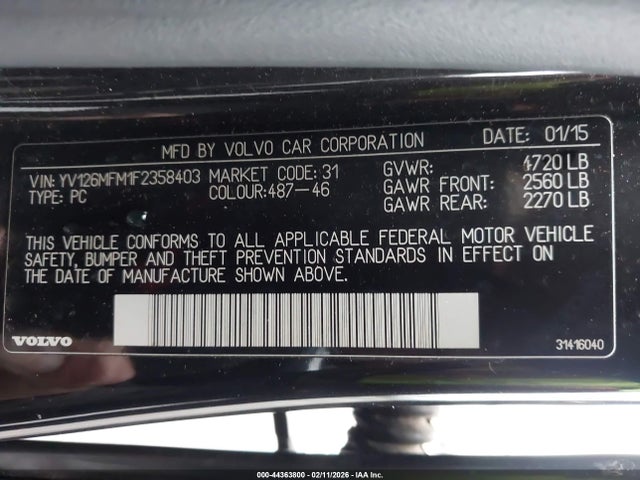 MFD BY VOLVO CAR CORPORATION DATE: 01/15
VIN: YV126MFM1F2358403 MARKET CODE: 31 GVWR: 4720 LB
TYPE: PC COLOUR:487-46 GAWR FRONT: 2560 LB
GAWR REAR: 2270 LB
THIS VEHICLE CONFORMS TO ALL APPLICABLE FEDERAL MOTOR VEHICLE
SAFETY, BUMPER AND THEFT PREVENTION STANDARDS IN EFFECT ON
THE DATE OF MANUFACTURE SHOWN ABOVE.
VOLVO 31416040
000-44363800 - 02/11/2026 - IAA Inc.